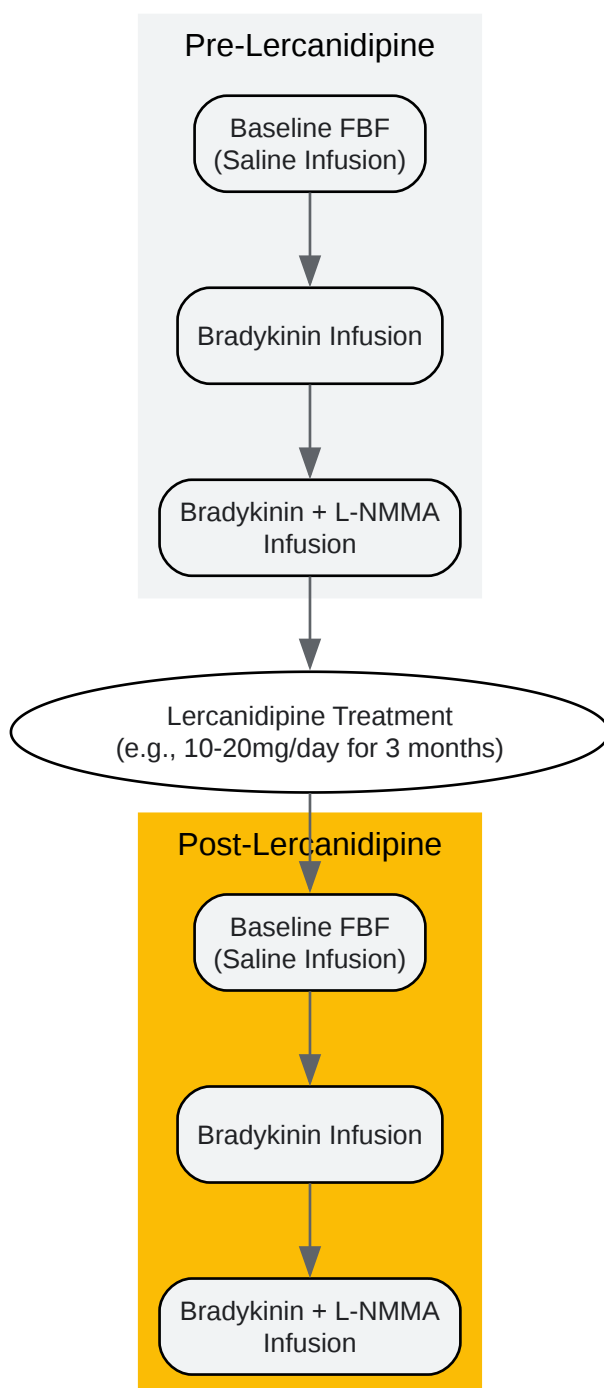 Pre-Lercanidipine
Baseline FBF
(Saline Infusion)
Bradykinin Infusion
Bradykinin + L-NMMA
Infusion
Lercanidipine Treatment
(e.g., 10-20mg/day for 3 months)
Post-Lercanidipine
Baseline FBF
(Saline Infusion)
Bradykinin Infusion
Bradykinin + L-NMMA
Infusion